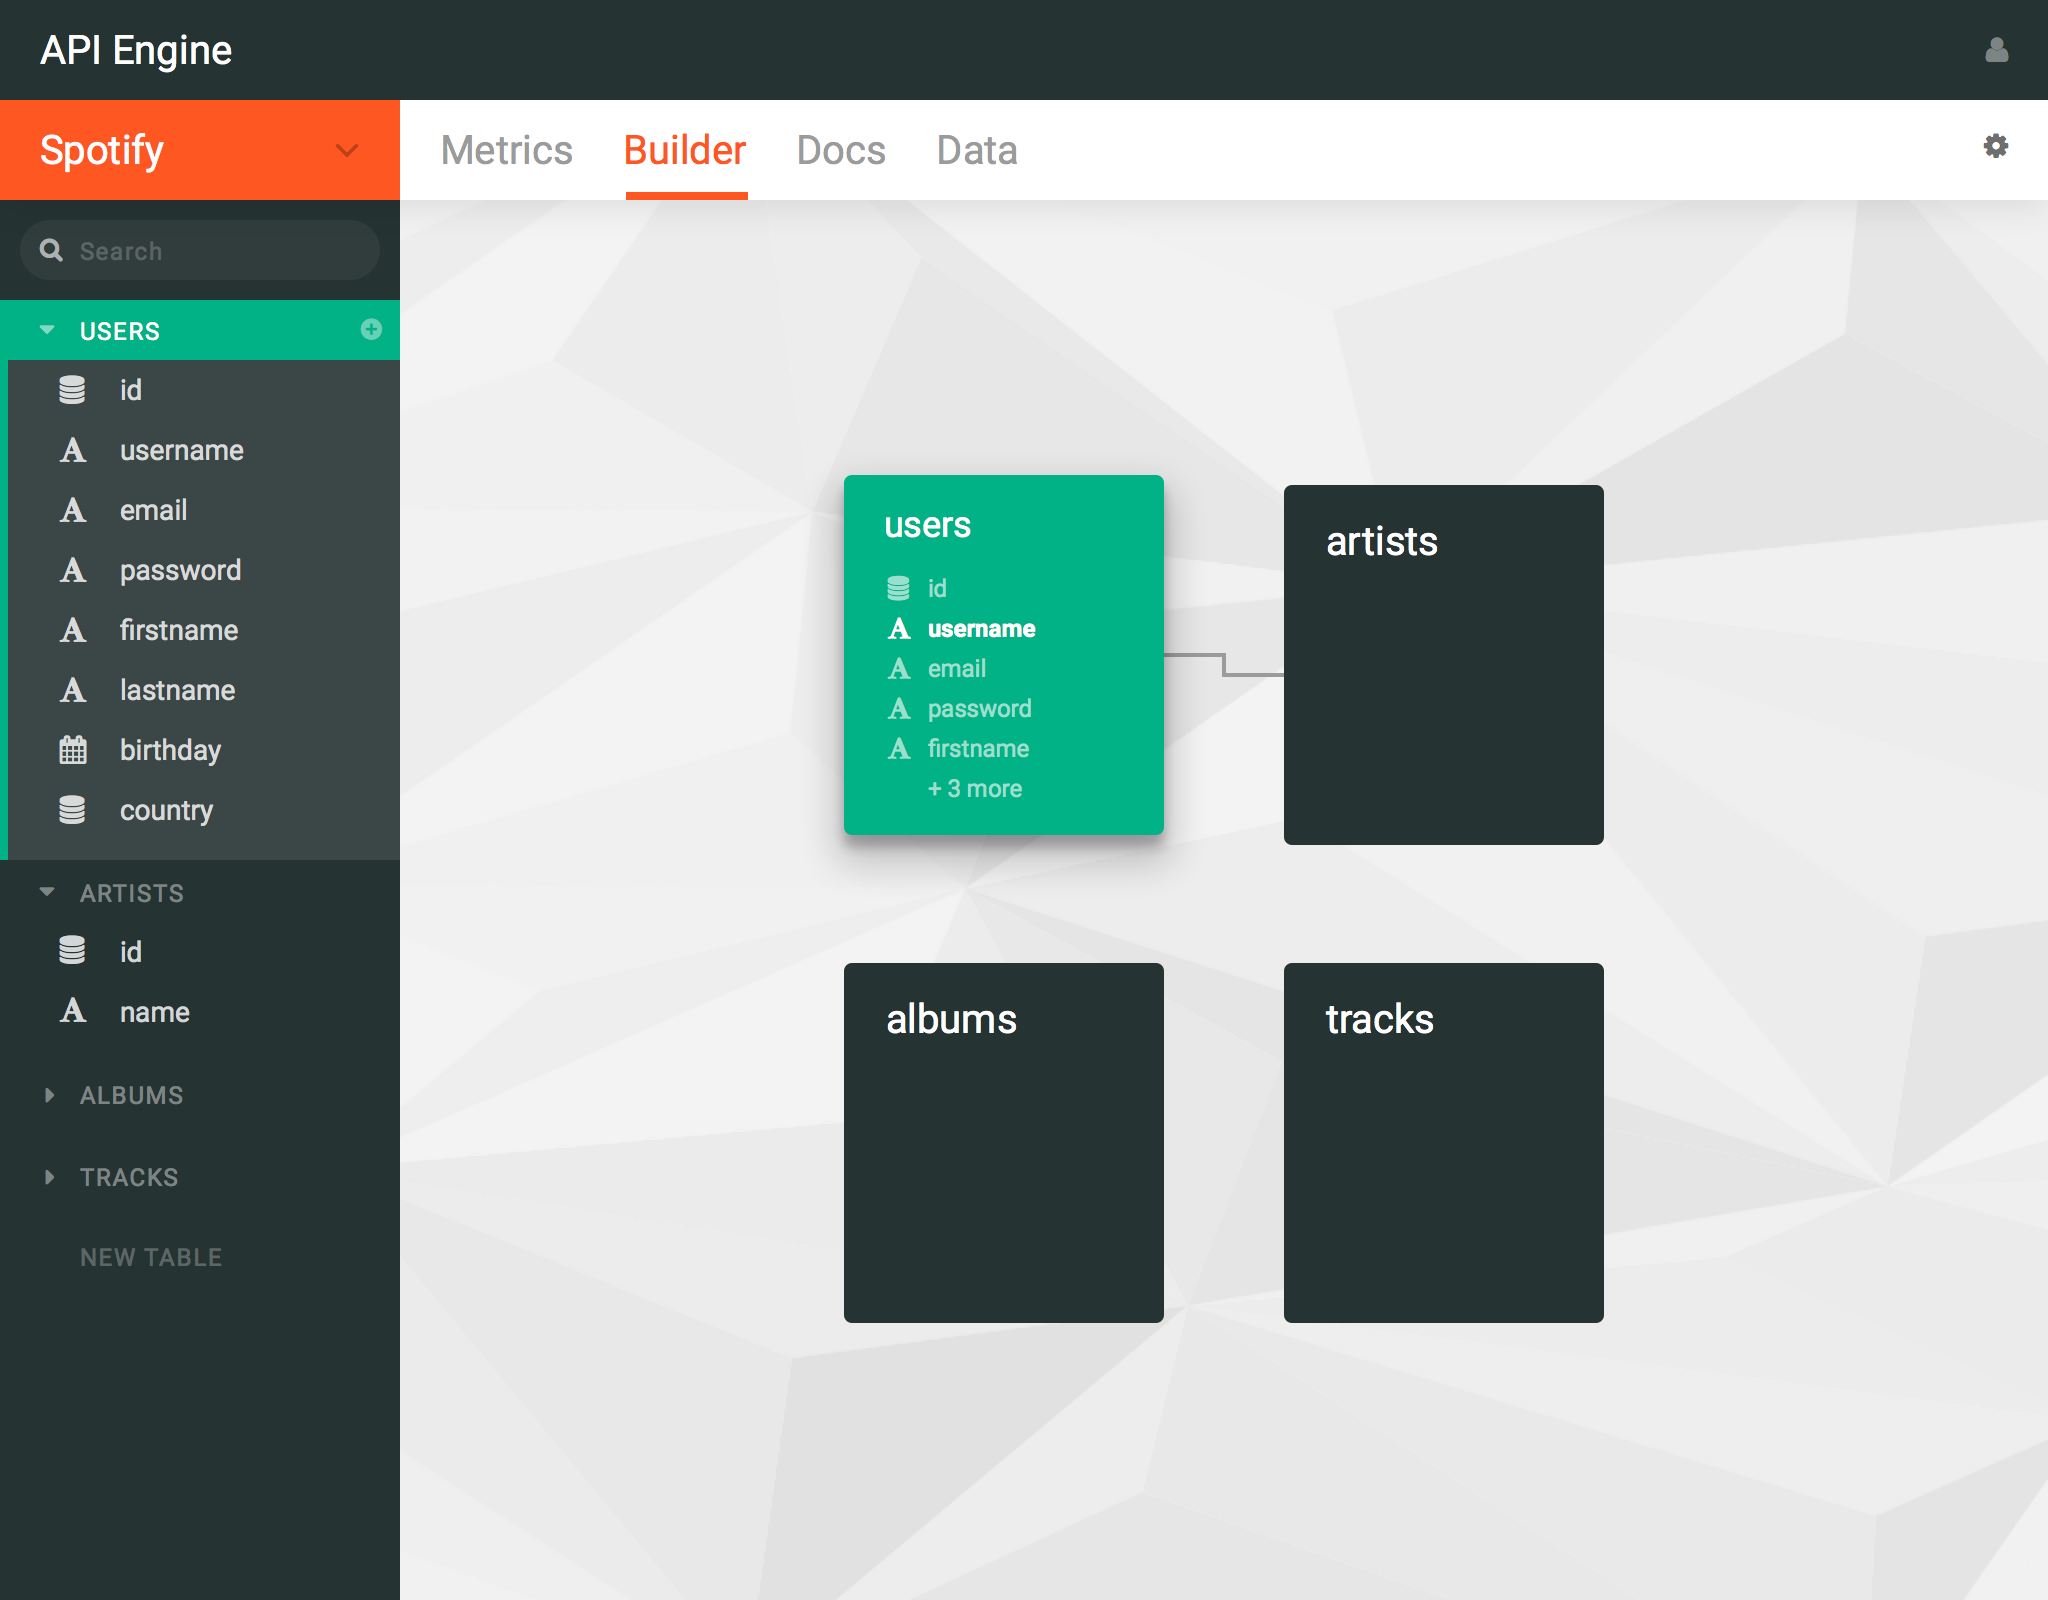 API Engine
Spotify
Metrics Builder Docs Data
Search
USERS
id
username
email
password
firstname
lastname
birthday
country
ARTISTS
id
name
ALBUMS
TRACKS
NEW TABLE
users
id
username
email
password
firstname
+ 3 more
artists
albums
tracks